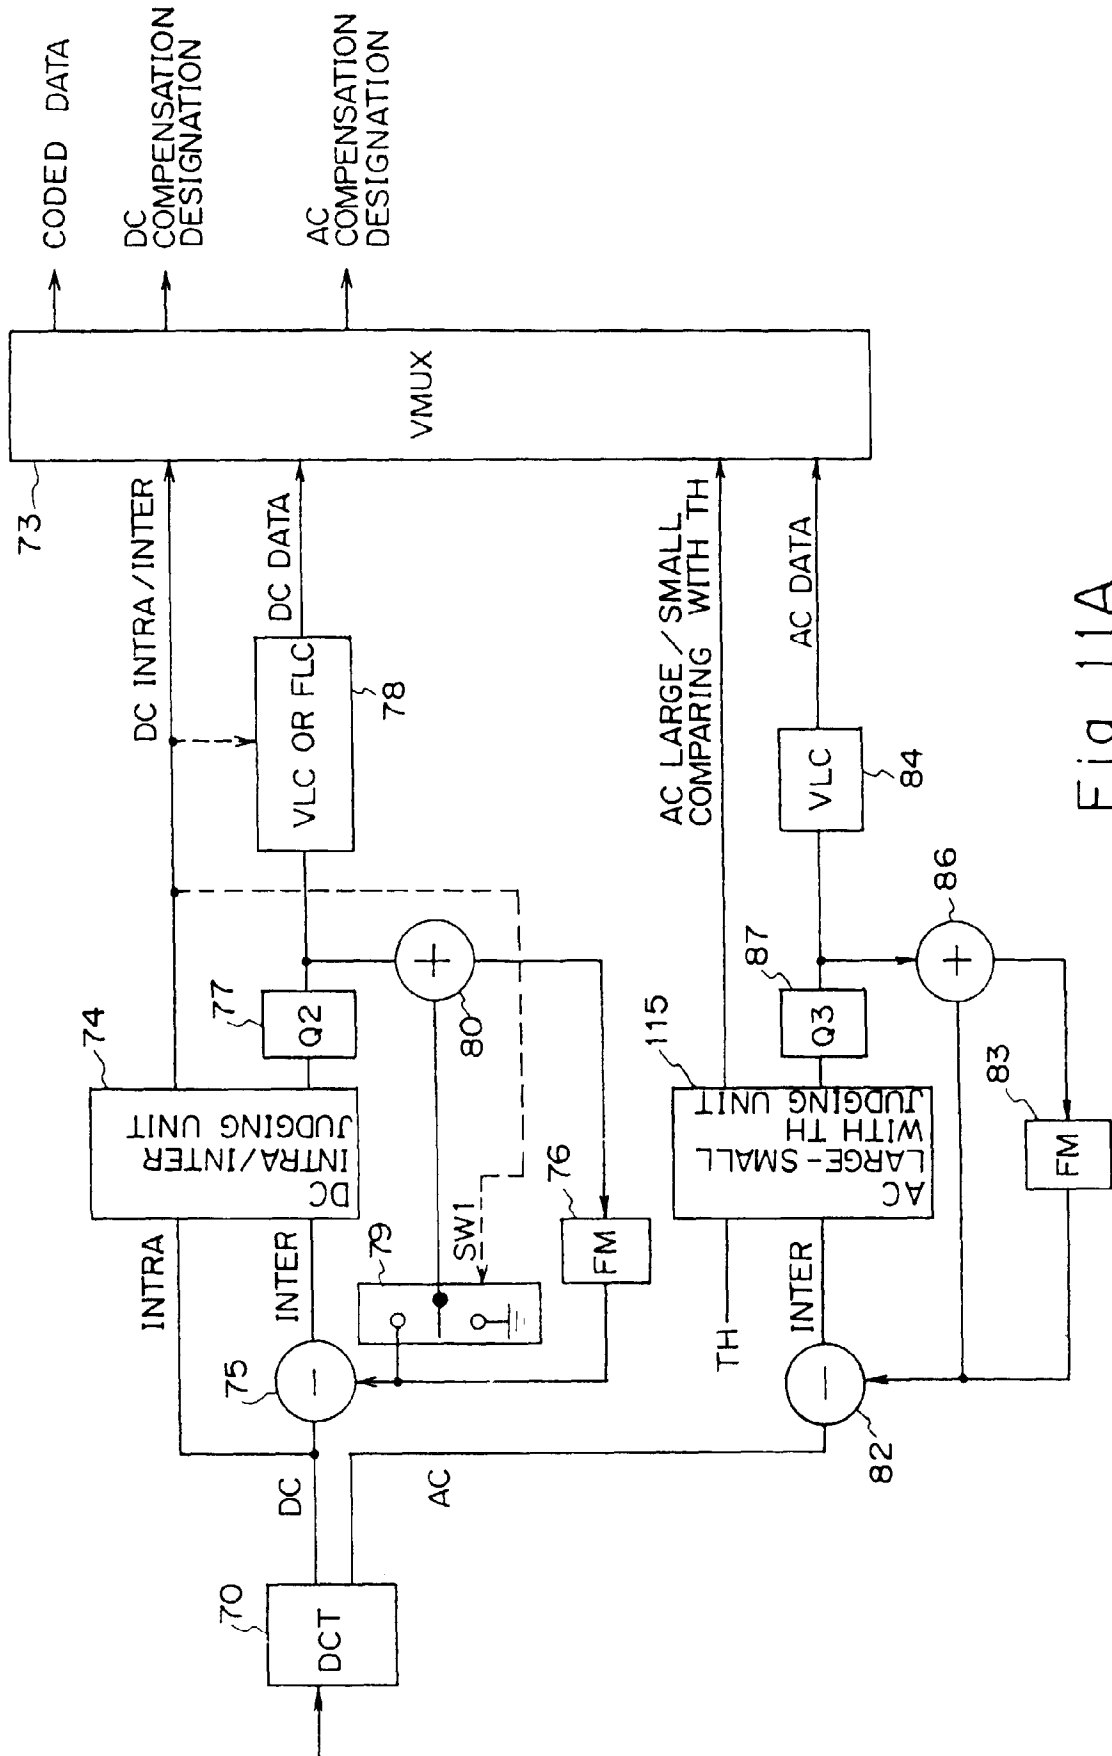 70
DCT
DC
AC
75
INTRA
INTER
74
DC
INTRA/INTER
JUDGING UNIT
77
Q2
79
SW1
76
FM
80
DC INTRA/INTER
VLC OR FLC
78
DC DATA
73
VMUX
CODED DATA
DC
COMPENSATION
DESIGNATION
AC
COMPENSATION
DESIGNATION
82
TH
INTER
115
AC
LARGE-SMALL
WITH TH
JUDGING UNIT
87
Q3
83
FM
86
AC LARGE/SMALL
COMPARING WITH TH
VLC
84
AC DATA
Fig. 11A